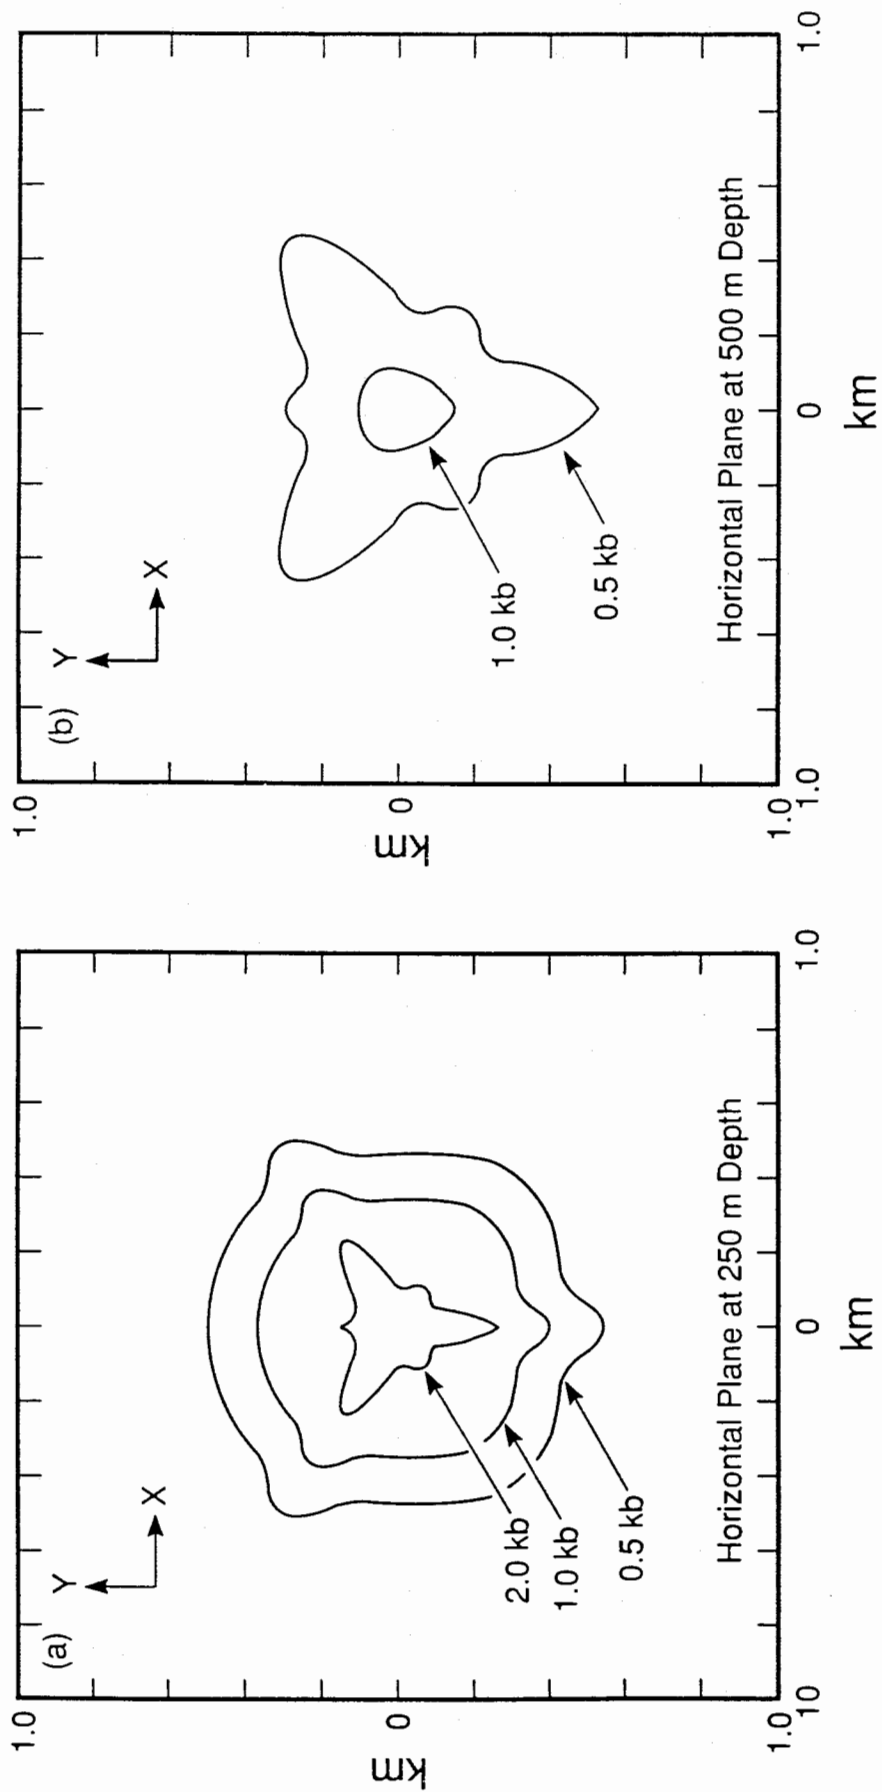 (a)
Y
X
1.0
0
1.0
km
2.0 kb
1.0 kb
0.5 kb
Horizontal Plane at 250 m Depth
10
0
1.0
km
(b)
Y
X
1.0
0
1.0
km
1.0 kb
0.5 kb
Horizontal Plane at 500 m Depth
1.0
0
1.0
km